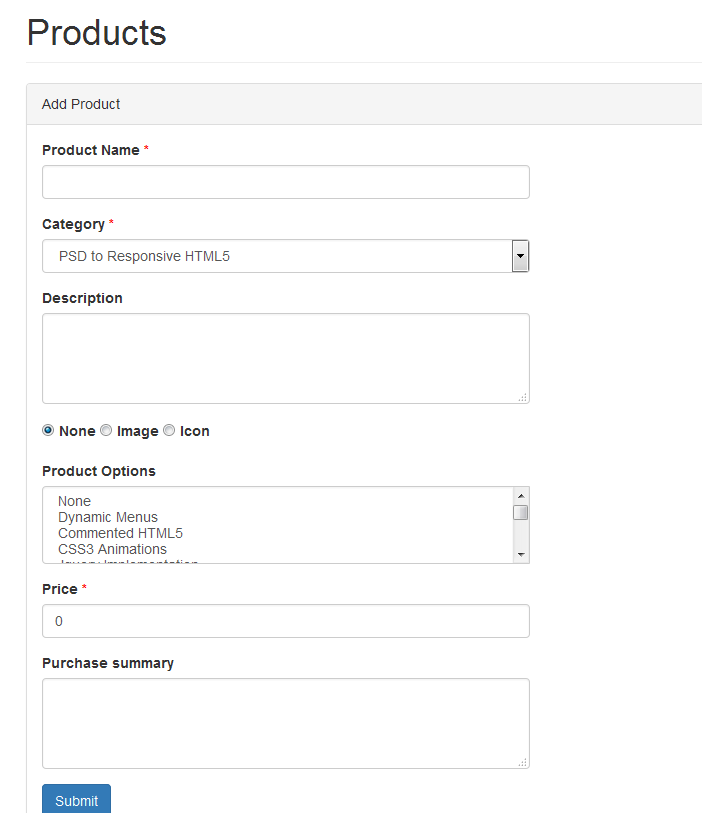 Products
Add Product
Product Name *
Category *
PSD to Responsive HTML5
Description
None Image Icon
Product Options
None
Dynamic Menus
Commented HTML5
CSS3 Animations
Price *
0
Purchase summary
Submit